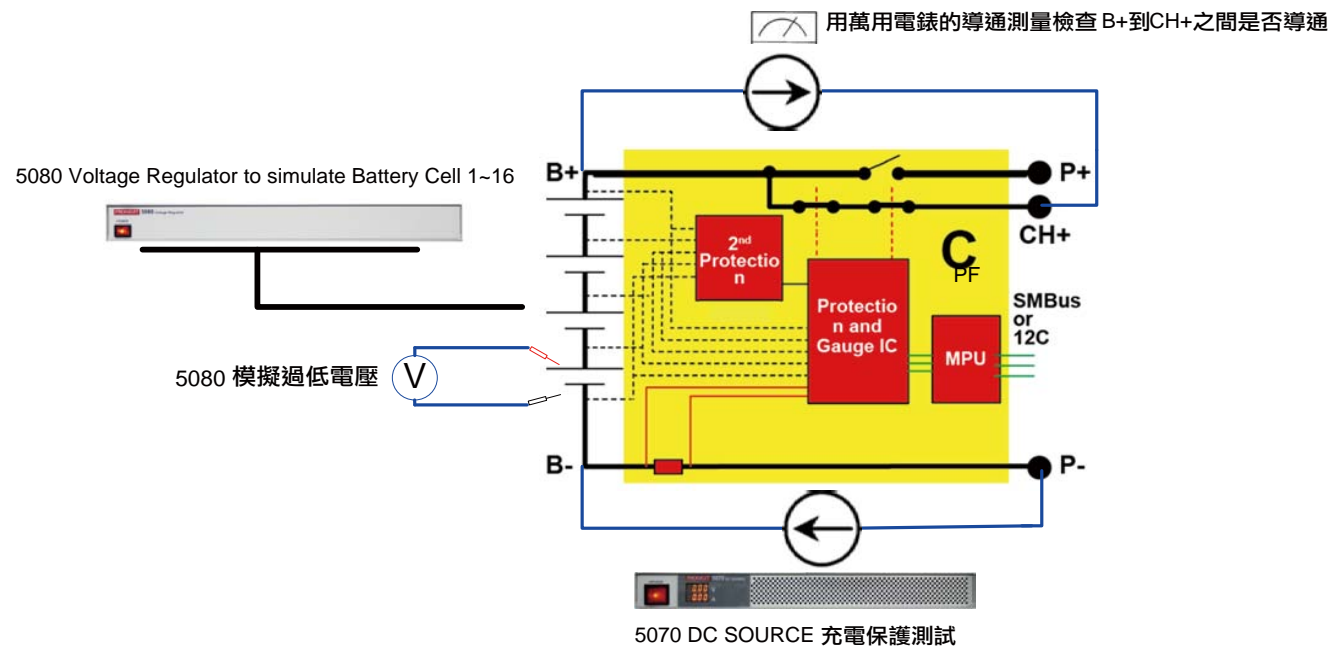 用萬用電錶的導通測量檢查 B+到CH+之間是否導通
5080 Voltage Regulator to simulate Battery Cell 1~16
B+
P+
CH+
2nd
Protectio
n
C
PF
Protectio
n and
Gauge IC
SMBus
or
12C
MPU
5080 模擬過低電壓
V
B-
P-
5070 DC SOURCE 充電保護測試